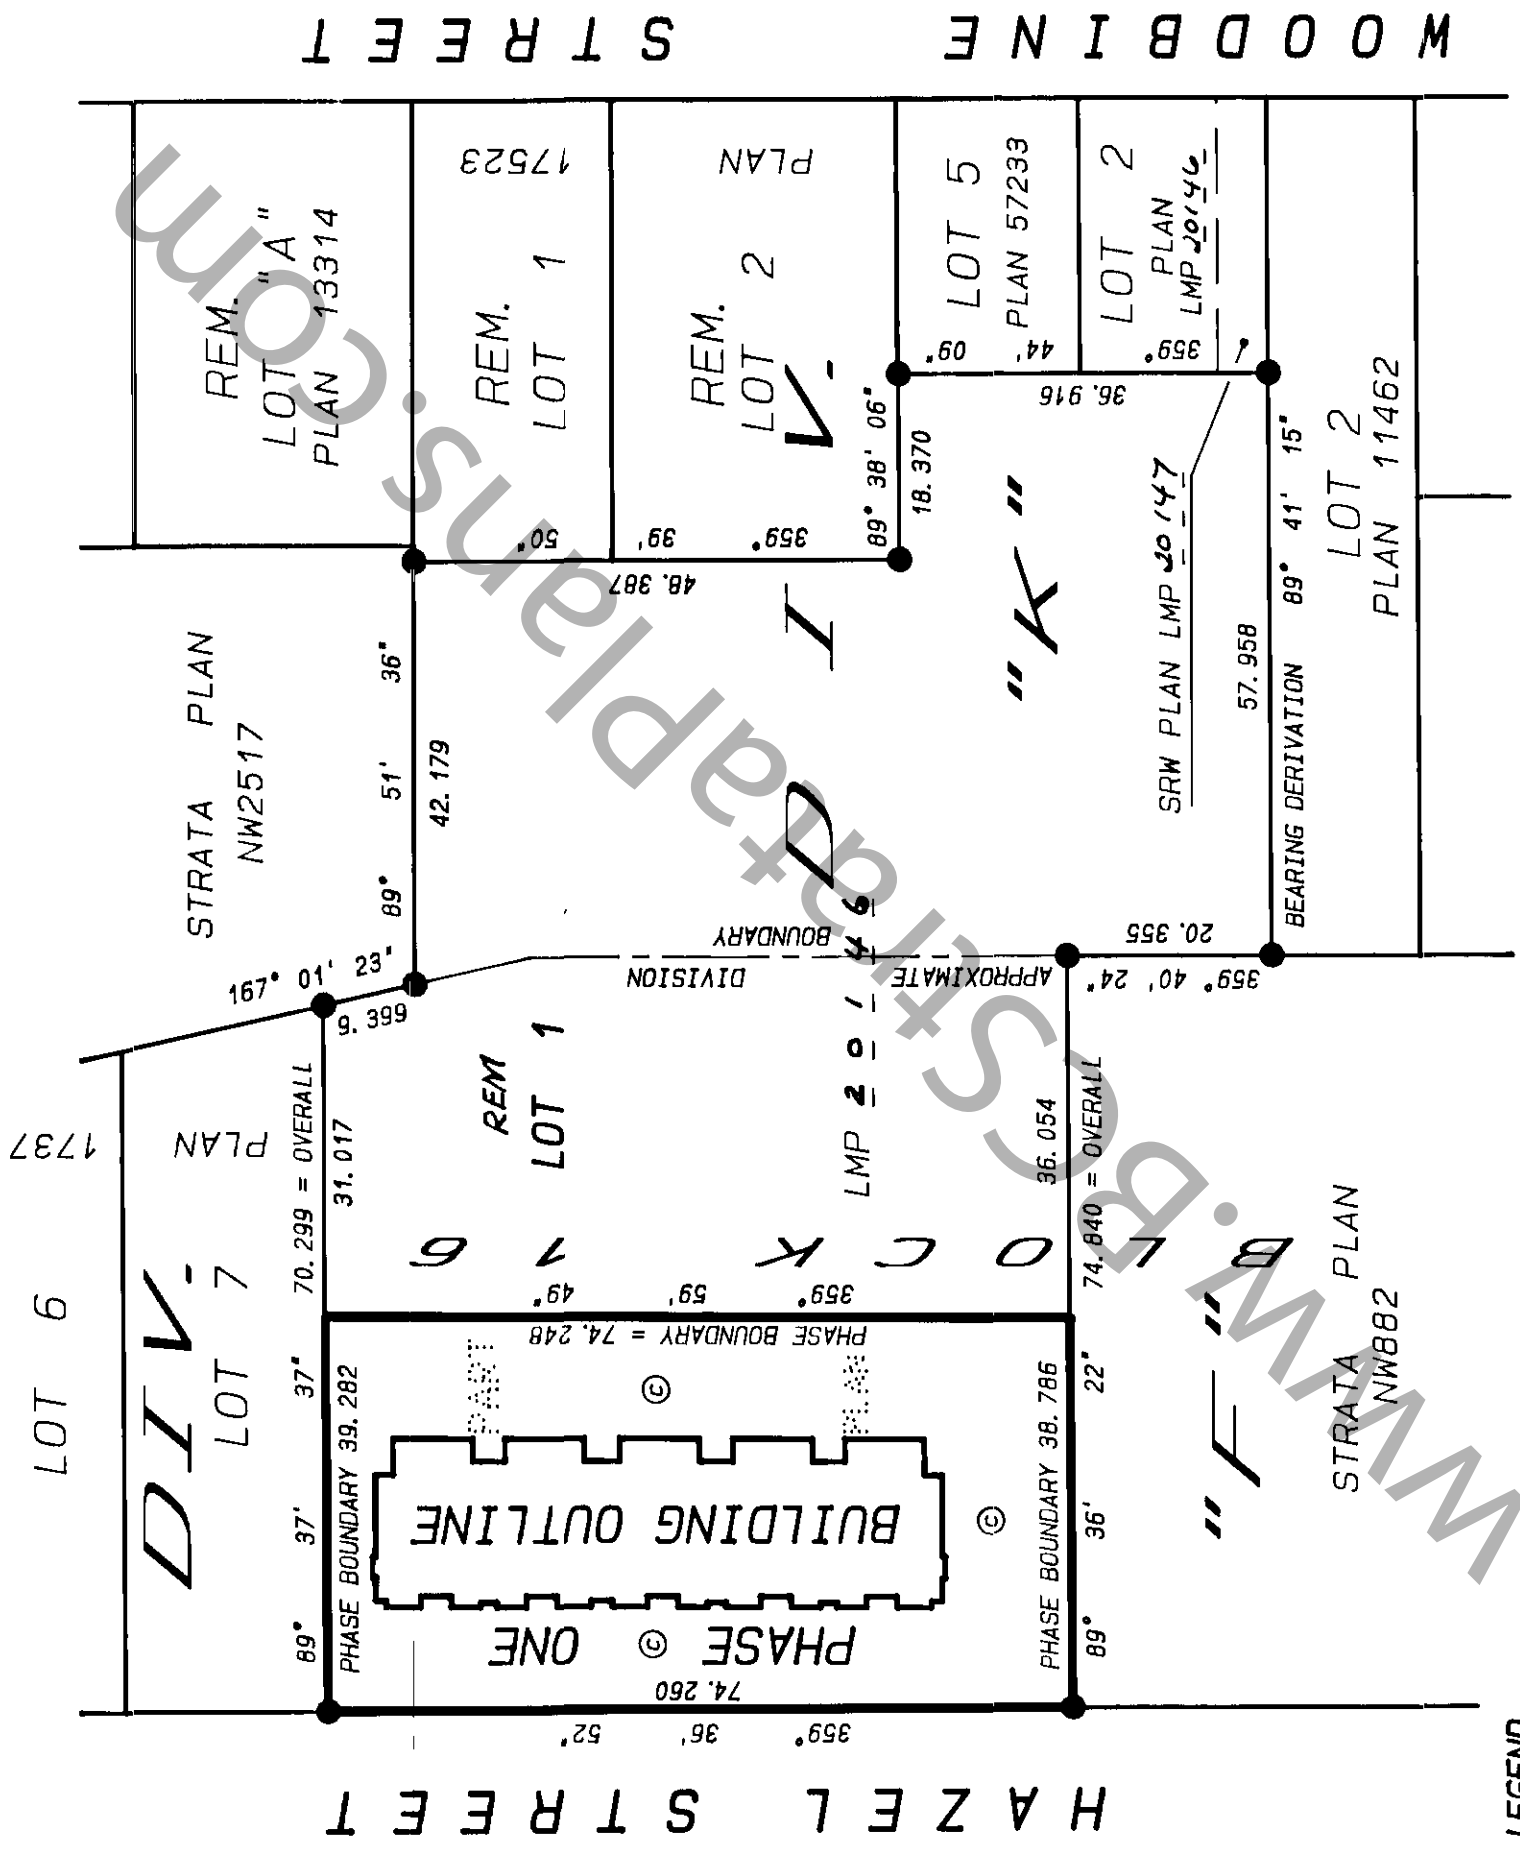 WOODBINE STREET
REM.
LOT "A"
PLAN 13314
REM.
LOT 1
17523
REM.
LOT 2
PLAN
LOT 5
PLAN 57233
LOT 2
PLAN
LMP 20146
LOT 2
PLAN 11462
STRATA PLAN
NW2517
89° 51' 36"
42.179
359° 39' 50"
48.387
89° 38' 06"
18.370
359° 44' 09"
36.916
SRW PLAN LMP 20147
57.958
BEARING DERIVATION 89° 41' 15"
DIV.
"K"
167° 01' 23"
9.399
APPROXIMATE DIVISION BOUNDARY
359° 40' 24"
20.355
LOT 6
1737
DIV.
LOT 7
PLAN
70.299 = OVERALL
31.017
REM
LOT 1
LMP 20146
36.054
74.840 = OVERALL
BLOCK 16
359° 59' 49"
PHASE BOUNDARY = 74.248
89° 37' 37"
PHASE BOUNDARY 39.282
PART
PLAN
©
BUILDING OUTLINE
©
PHASE © ONE
PHASE BOUNDARY 38.786
89° 36' 22"
74.260
359° 36' 52"
"F"
STRATA PLAN
NW882
HAZEL STREET
LEGEND
www.BCStrataPlans.com